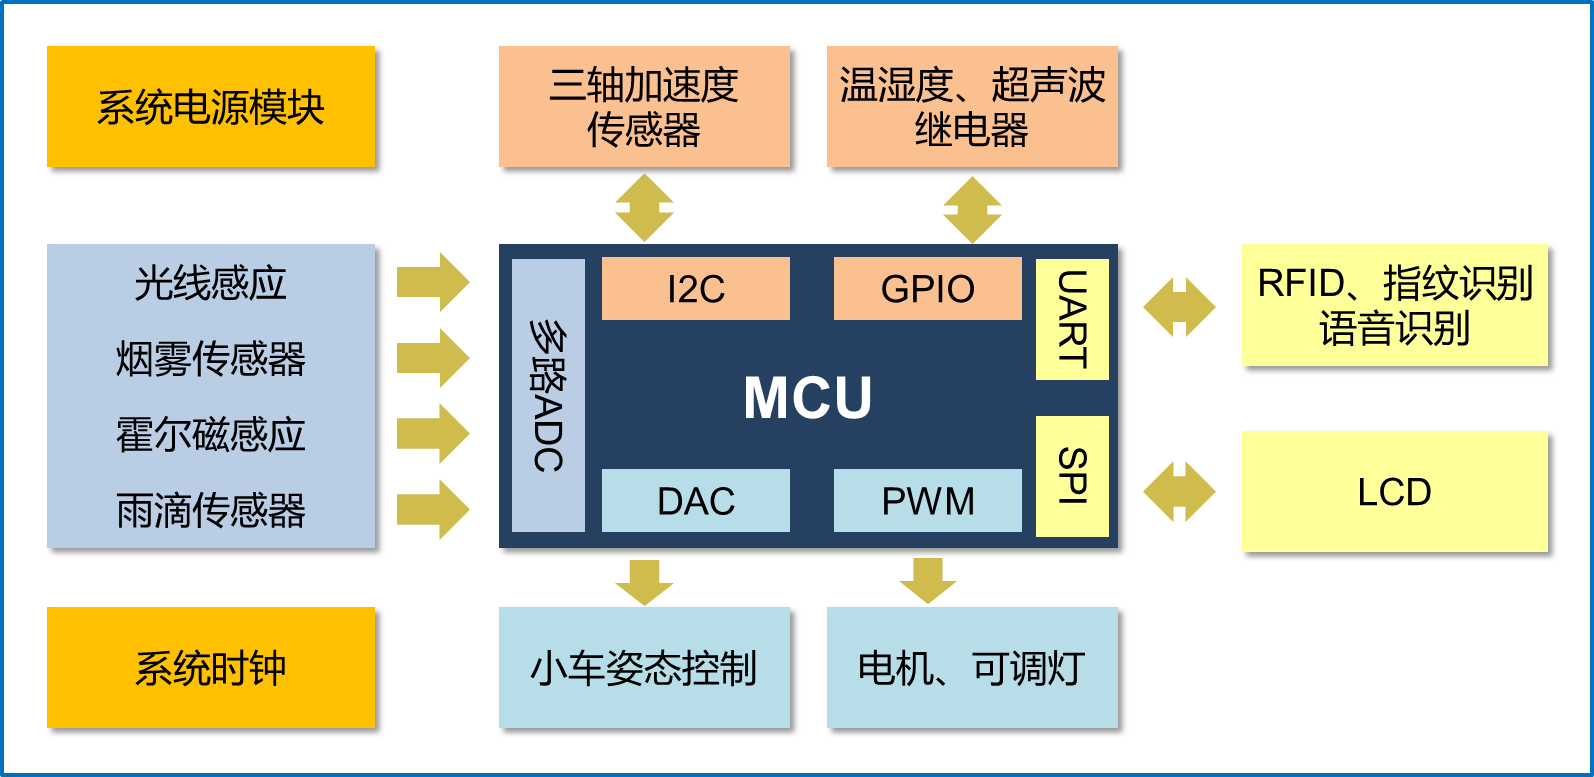 系统电源模块
三轴加速度
传感器
温湿度、超声波
继电器
光线感应
烟雾传感器
霍尔磁感应
雨滴传感器
多路ADC
I2C
GPIO
UART
MCU
SPI
DAC
PWM
RFID、指纹识别
语音识别
LCD
系统时钟
小车姿态控制
电机、可调灯